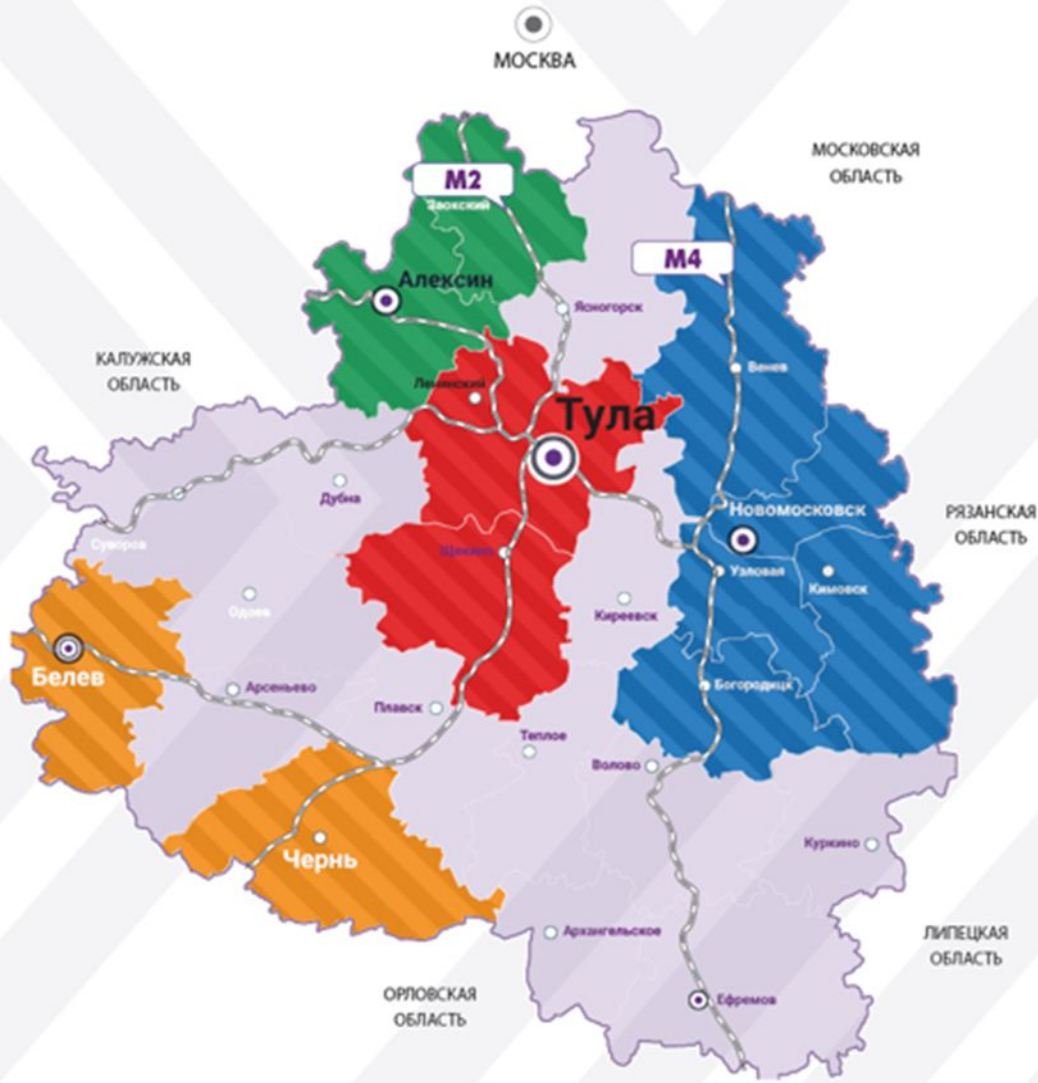 МОСКВА
МОСКОВСКАЯ
ОБЛАСТЬ
М2
Заокский
М4
Алексин
Ясногорск
КАЛУЖСКАЯ
ОБЛАСТЬ
Венев
Ленинский
Тула
Дубна
Новомосковск
РЯЗАНСКАЯ
ОБЛАСТЬ
Суворов
Щекино
Узловая
Кимовск
Одоев
Киреевск
Белев
Арсеньево
Богородицк
Плавск
Теплое
Волово
Чернь
Куркино
Архангельское
ЛИПЕЦКАЯ
ОБЛАСТЬ
ОРЛОВСКАЯ
ОБЛАСТЬ
Ефремов